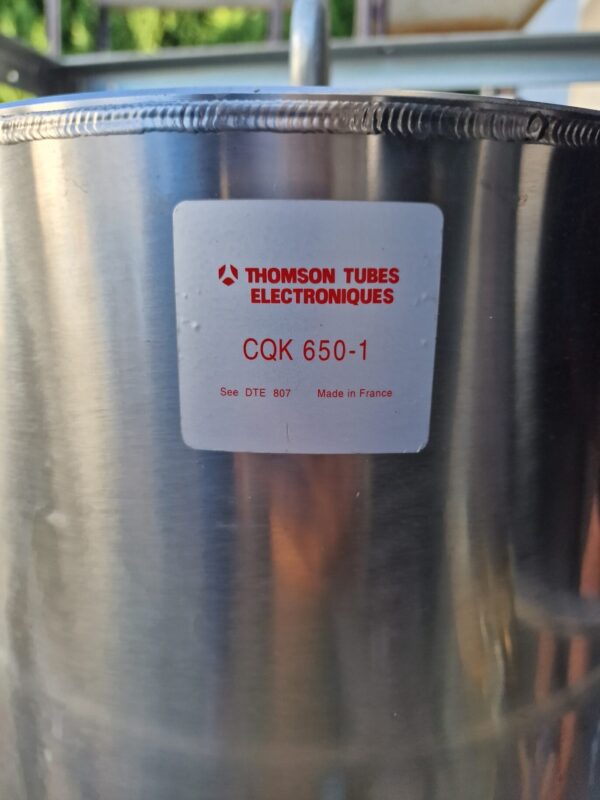 THOMSON TUBES
ELECTRONIQUES
CQK 650-1
See DTE 807 Made in France